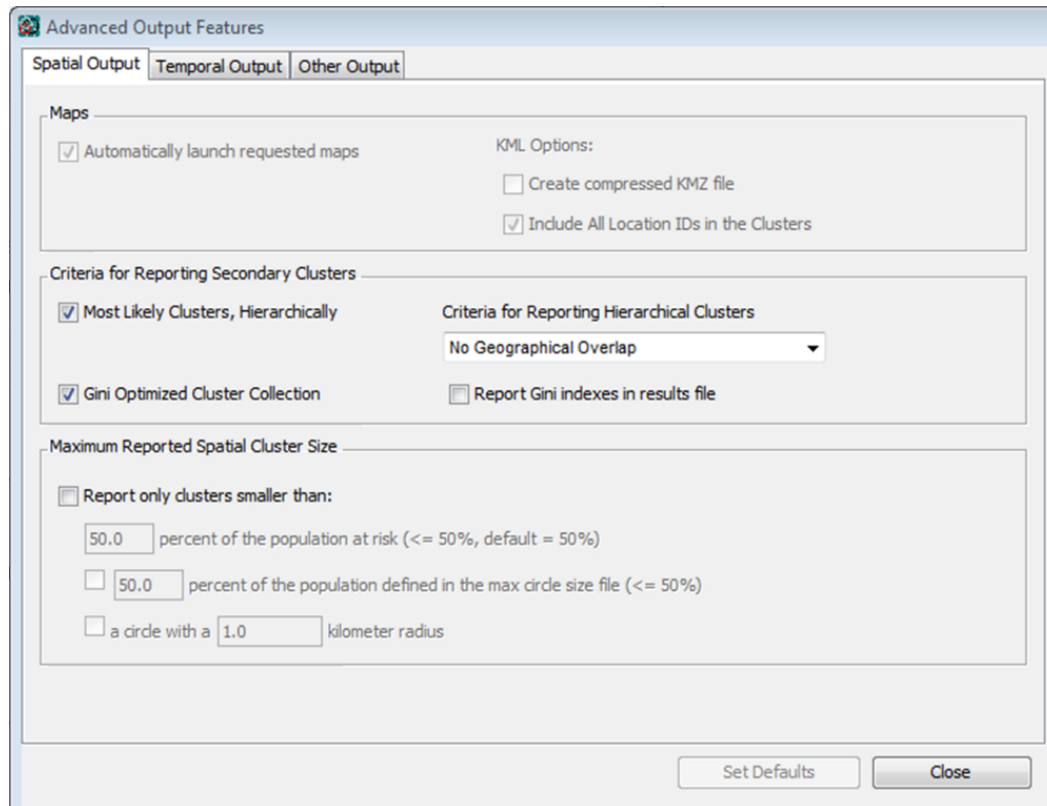 Advanced Output Features
Spatial Output Temporal Output Other Output
Maps
Automatically launch requested maps
KML Options:
Create compressed KMZ file
Include All Location IDs in the Clusters
Criteria for Reporting Secondary Clusters
Most Likely Clusters, Hierarchically
Criteria for Reporting Hierarchical Clusters
No Geographical Overlap
Gini Optimized Cluster Collection
Report Gini indexes in results file
Maximum Reported Spatial Cluster Size
Report only clusters smaller than:
50.0 percent of the population at risk (<= 50%, default = 50%)
50.0 percent of the population defined in the max circle size file (<= 50%)
a circle with a 1.0 kilometer radius
Set Defaults Close